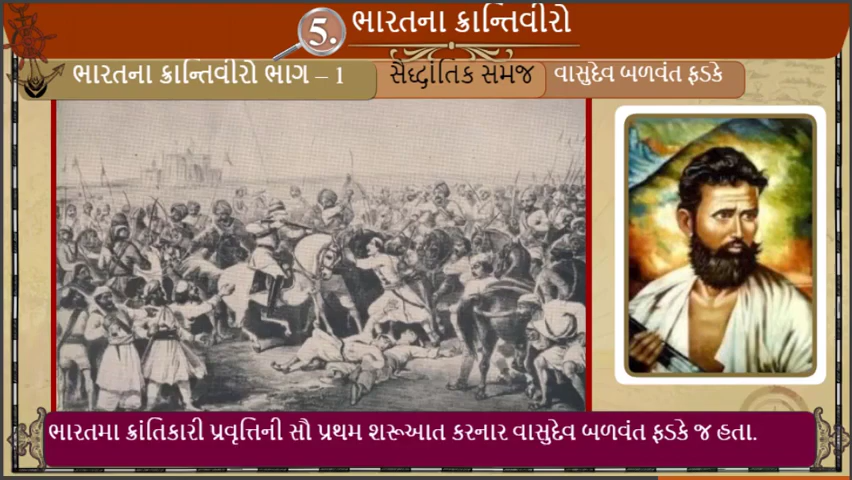 5.
ભારતના ક્રાન્તિવીરો
ભારતના ક્રાન્તિવીરો ભાગ – 1
સૈદ્ધાંતિક સમજ
વાસુદેવ બળવંત ફડકે
ભારતમા ક્રાંતિકારી પ્રવૃત્તિની સૌ પ્રથમ શરૂઆત કરનાર વાસુદેવ બળવંત ફડકે જ હતા.